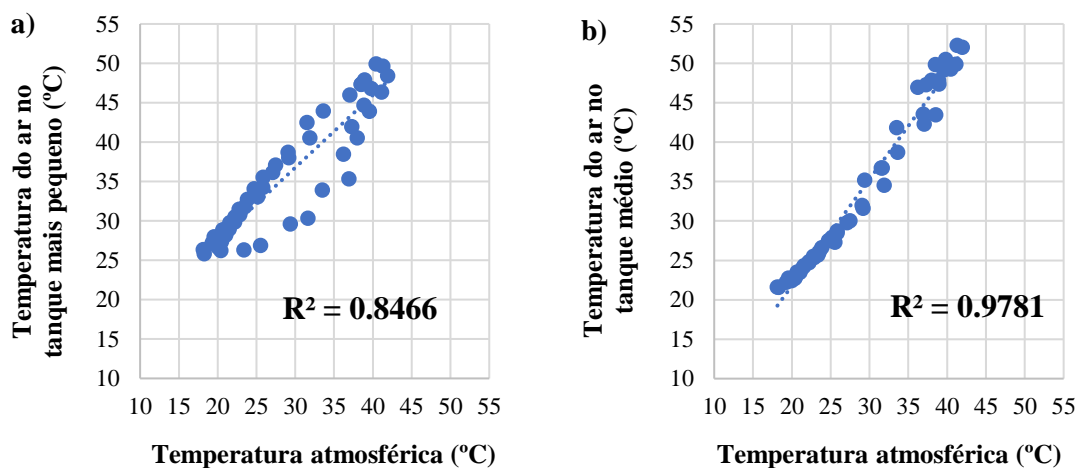 a)
Temperatura do ar no
tanque mais pequeno (ºC)
55
50
45
40
35
30
25
20
15
10
R² = 0.8466
10 15 20 25 30 35 40 45 50 55
Temperatura atmosférica (ºC)
b)
Temperatura do ar no
tanque médio (ºC)
55
50
45
40
35
30
25
20
15
10
R² = 0.9781
10 15 20 25 30 35 40 45 50 55
Temperatura atmosférica (ºC)